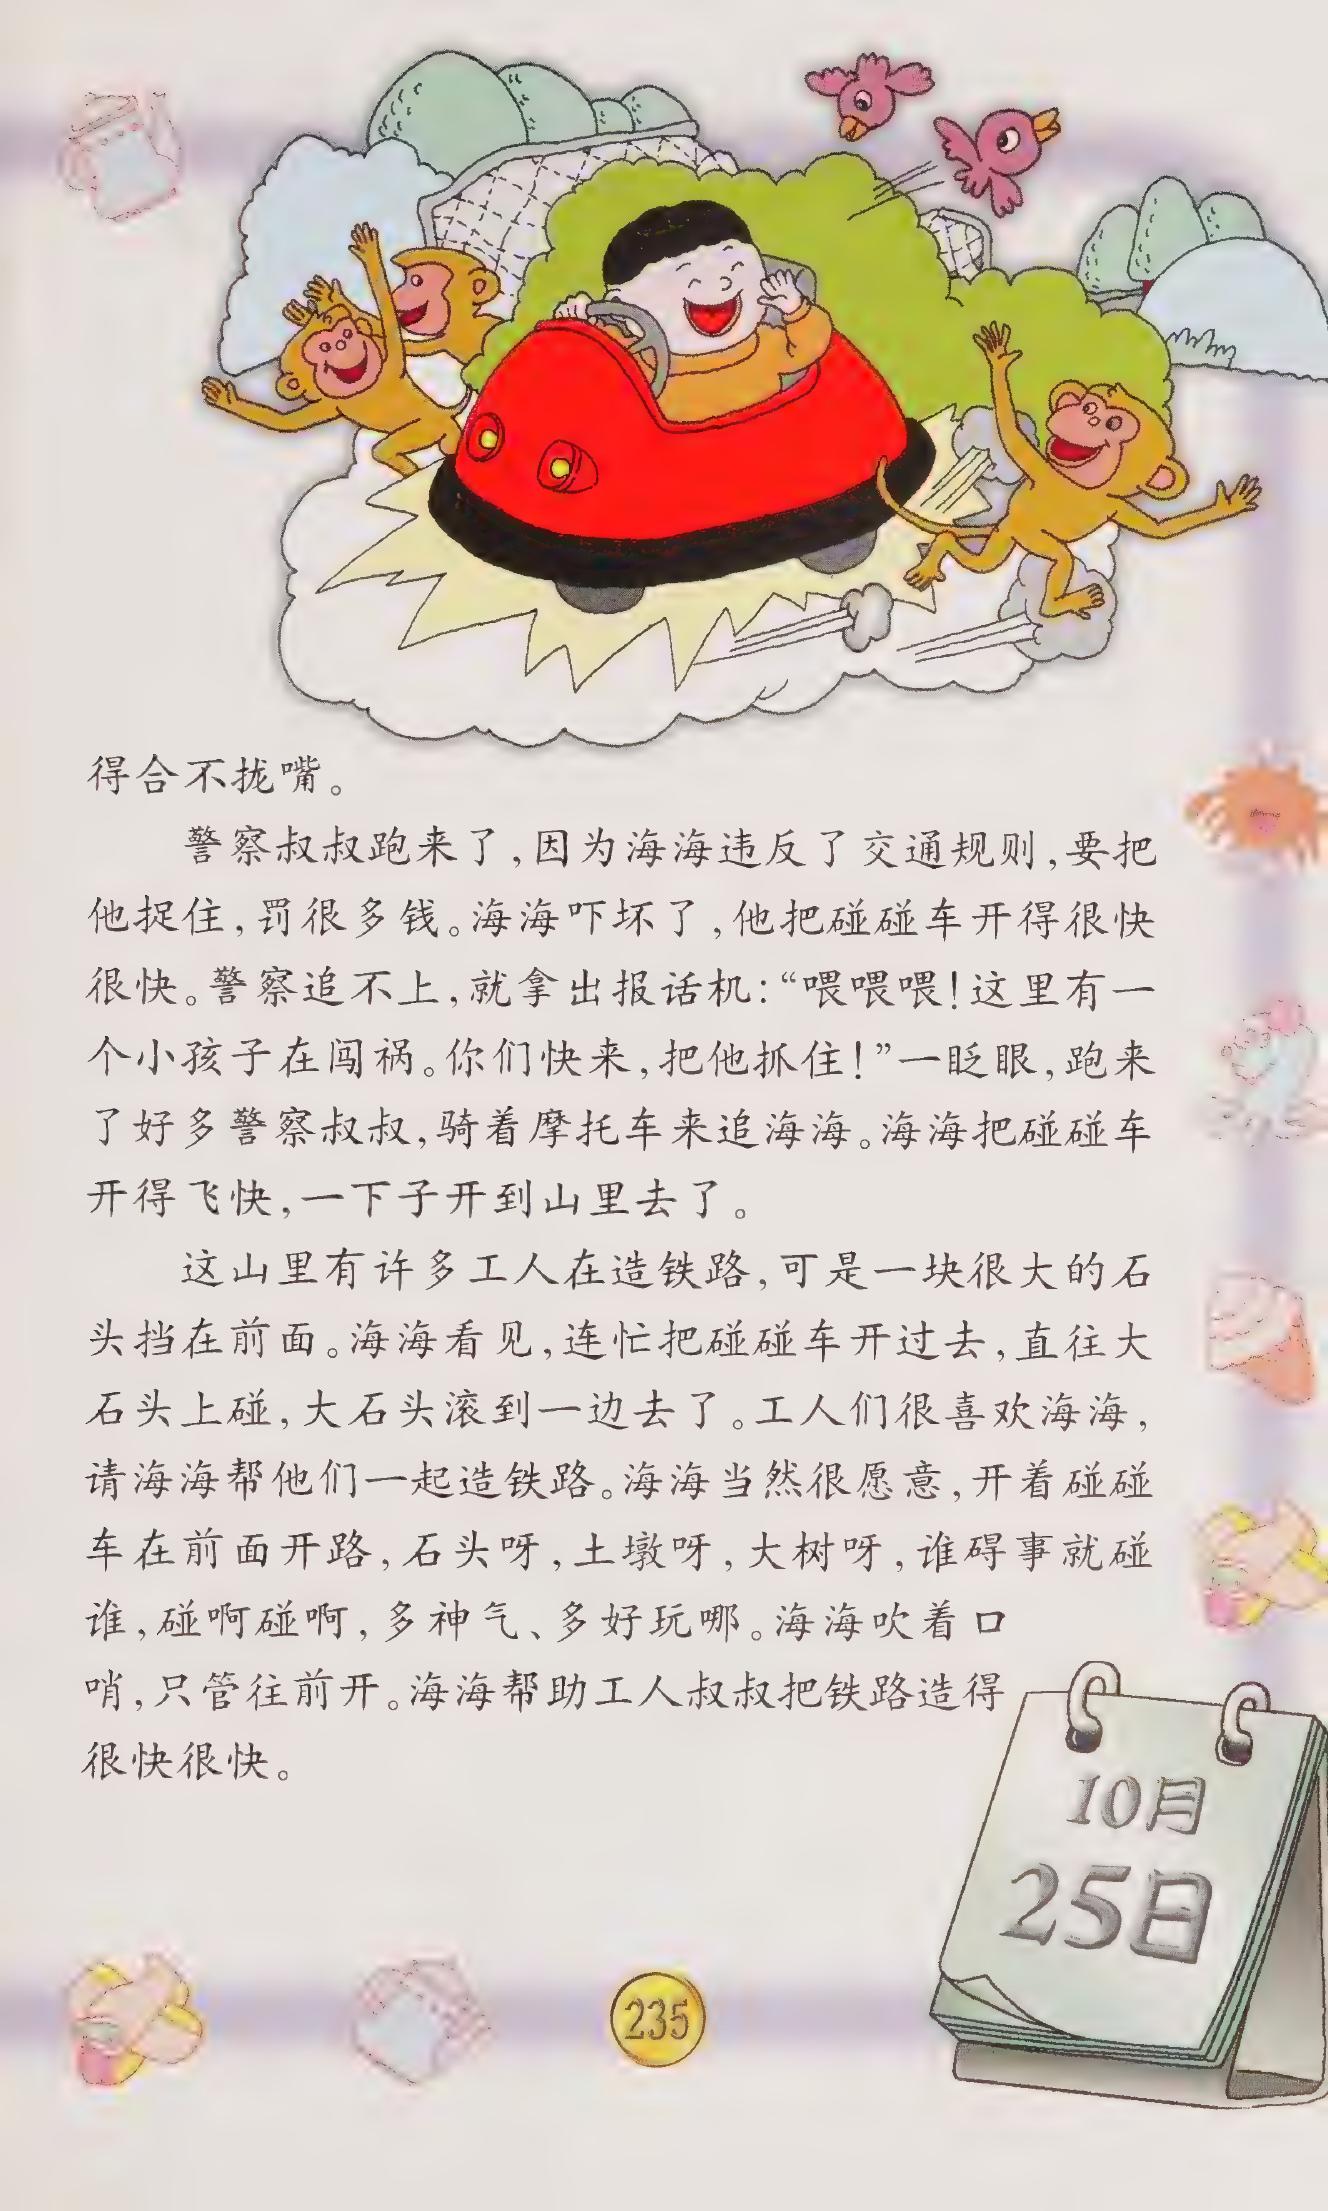 得合不拢嘴。
警察叔叔跑来了,因为海海违反了交通规则,要把
他捉住,罚很多钱。海海吓坏了,他把碰碰车开得很快
很快。警察追不上,就拿出报话机:“喂喂喂!这里有一
个小孩子在闯祸。你们快来,把他抓住!”一眨眼,跑来
了好多警察叔叔,骑着摩托车来追海海。海海把碰碰车
开得飞快,一下子开到山里去了。
这山里有许多工人在造铁路,可是一块很大的石
头挡在前面。海海看见,连忙把碰碰车开过去,直往大
石头上碰,大石头滚到一边去了。工人们很喜欢海海,
请海海帮他们一起造铁路。海海当然很愿意,开着碰碰
车在前面开路,石头呀,土墩呀,大树呀,谁碍事就碰
谁,碰啊碰啊,多神气、多好玩哪。海海吹着口
哨,只管往前开。海海帮助工人叔叔把铁路造得
很快很快。
10月
25日
235